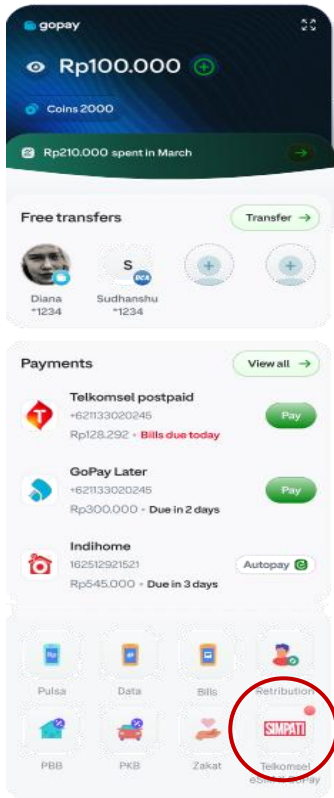 gopay
Rp100.000
Coins 2000
Rp210.000 spent in March
Free transfers
Transfer →
S
BCA
Diana
*1234
Sudhanshu
*1234
Payments
View all →
Telkomsel postpaid
+621133020245
Rp128.292 • Bills due today
Pay
GoPay Later
+621133020245
Rp300.000 • Due in 2 days
Pay
Indihome
162512921521
Rp545.000 • Due in 3 days
Autopay
Pulsa
Data
Bills
Retribution
SIMPATI
PBB
PKB
Zakat
Telkomsel